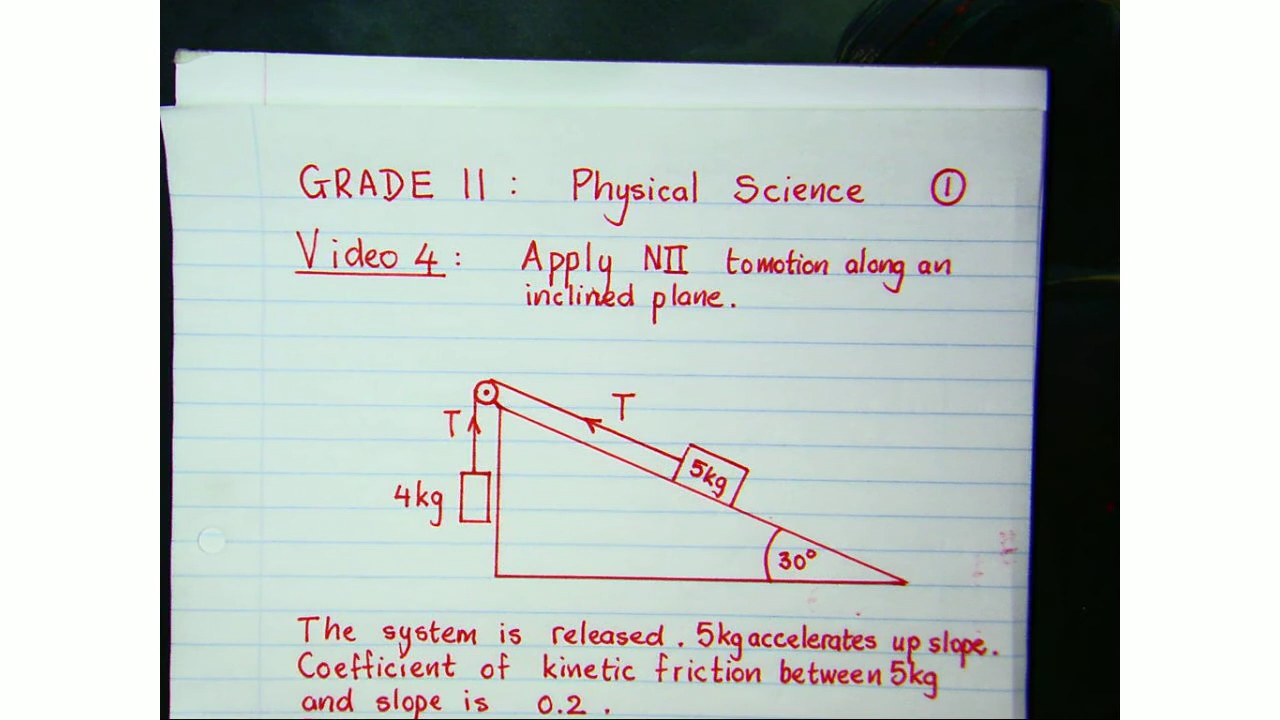 GRADE 11 : Physical Science ①
Video 4 : Apply NII to motion along an
inclined plane.
T
T
5kg
4kg
30°
The system is released. 5kg accelerates up slope.
Coefficient of kinetic friction between 5kg
and slope is 0.2.